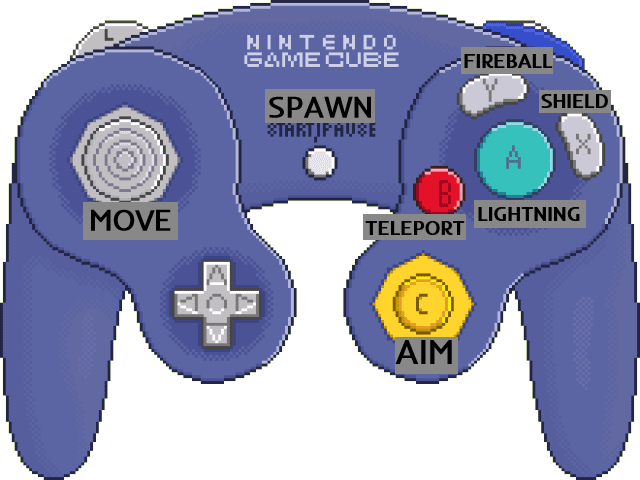 L
NINTENDO
GAMECUBE
FIREBALL
Y
SHIELD
SPAWN
START/PAUSE
X
A
B
MOVE
LIGHTNING
TELEPORT
C
AIM